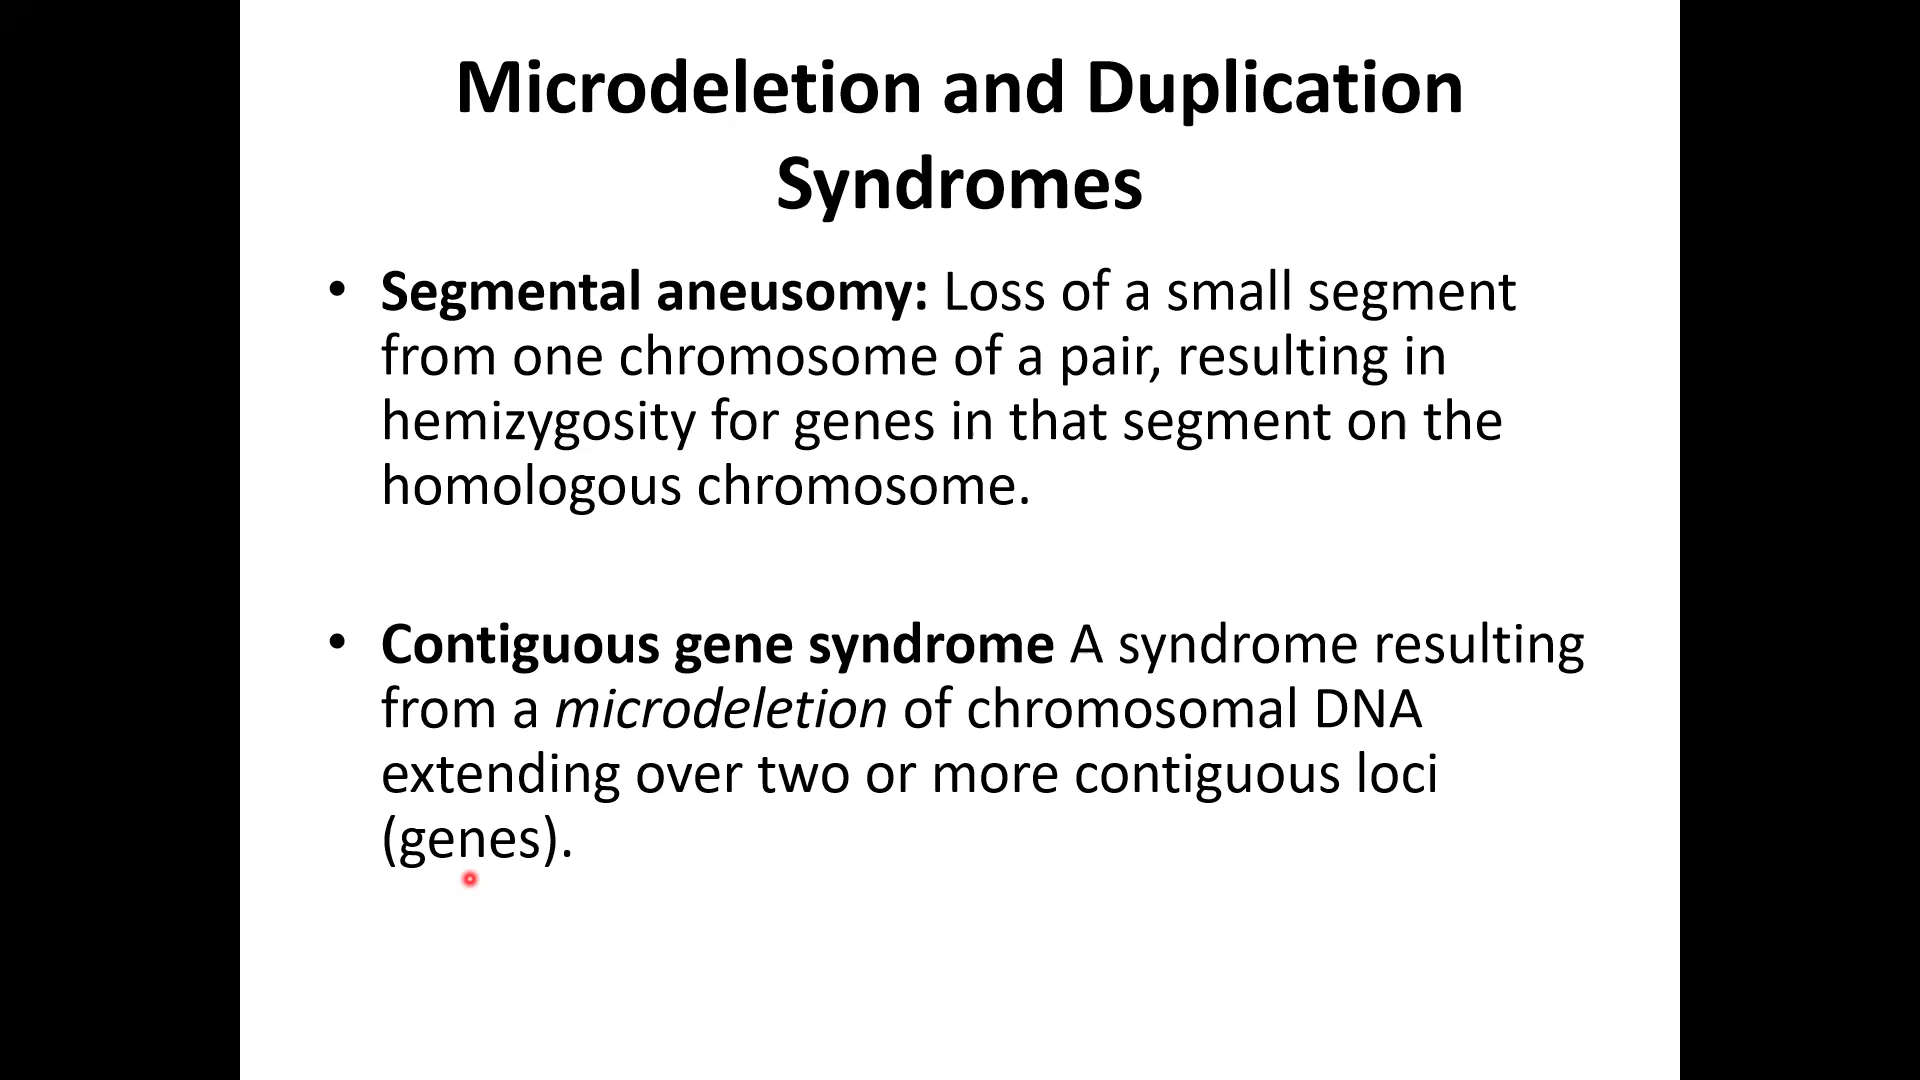 Microdeletion and Duplication
Syndromes
• Segmental aneusomy: Loss of a small segment
from one chromosome of a pair, resulting in
hemizygosity for genes in that segment on the
homologous chromosome.
• Contiguous gene syndrome A syndrome resulting
from a microdeletion of chromosomal DNA
extending over two or more contiguous loci
(genes).